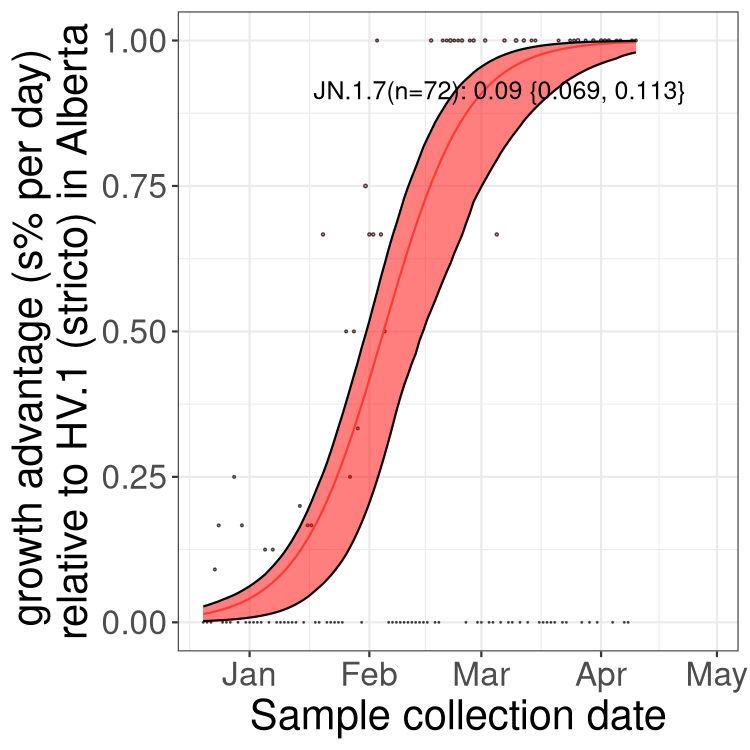 growth advantage (s% per day)
relative to HV.1 (stricto) in Alberta
1.00
0.75
0.50
0.25
0.00
JN.1.7(n=72): 0.09 {0.069, 0.113}
Jan Feb Mar Apr May
Sample collection date